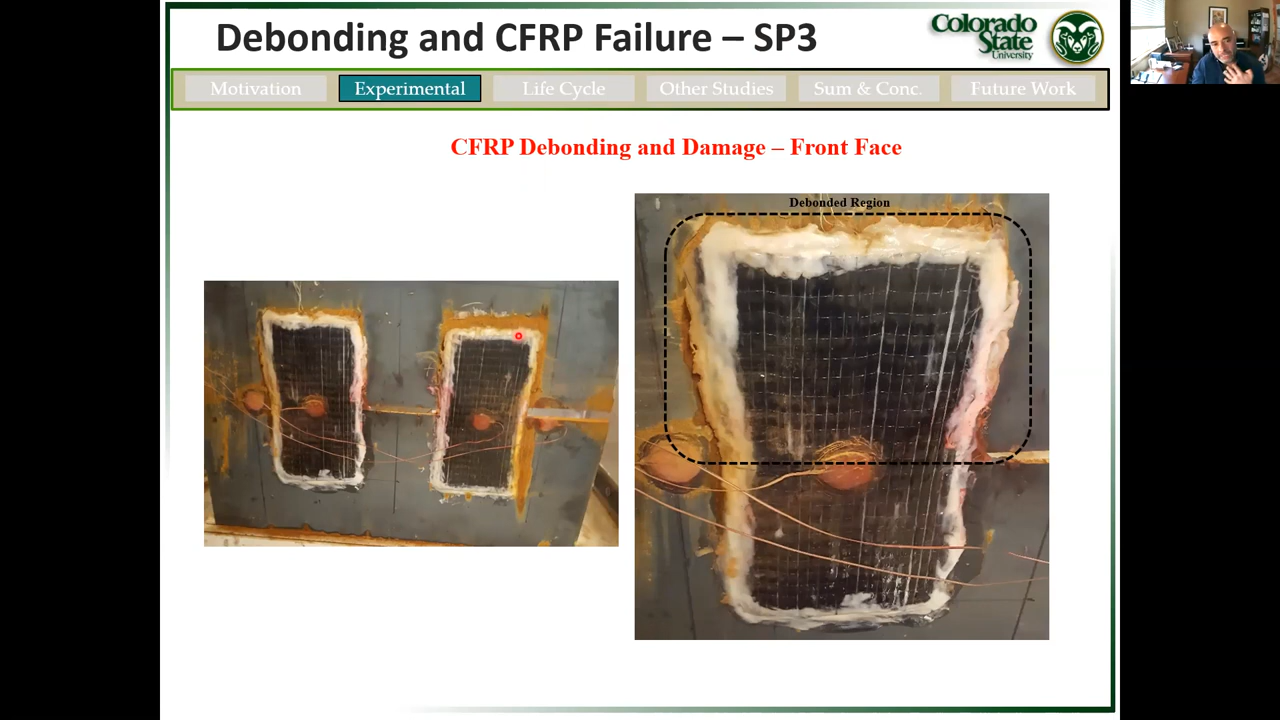 Debonding and CFRP Failure – SP3
Colorado
State
University
Motivation
Experimental
Life Cycle
Other Studies
Sum & Conc.
Future Work
CFRP Debonding and Damage – Front Face
Debonded Region